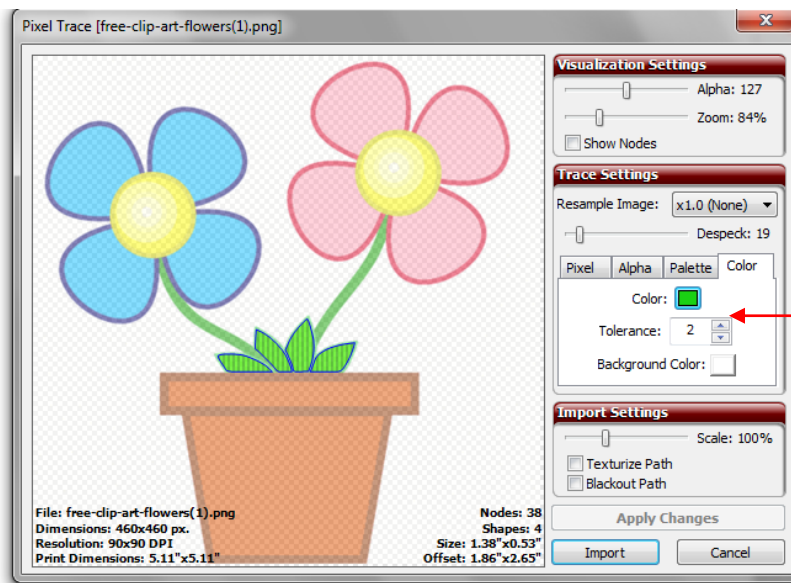 Pixel Trace [free-clip-art-flowers(1).png]
x
Visualization Settings
Alpha: 127
Zoom: 84%
Show Nodes
Trace Settings
Resample Image: x1.0 (None)
Despeck: 19
Pixel Alpha Palette Color
Color:
Tolerance: 2
Background Color:
Import Settings
Scale: 100%
Texturize Path
Blackout Path
File: free-clip-art-flowers(1).png Nodes: 38
Dimensions: 460x460 px. Shapes: 4
Resolution: 90x90 DPI Size: 1.38"x0.53"
Print Dimensions: 5.11"x5.11" Offset: 1.86"x2.65"
Apply Changes
Import Cancel